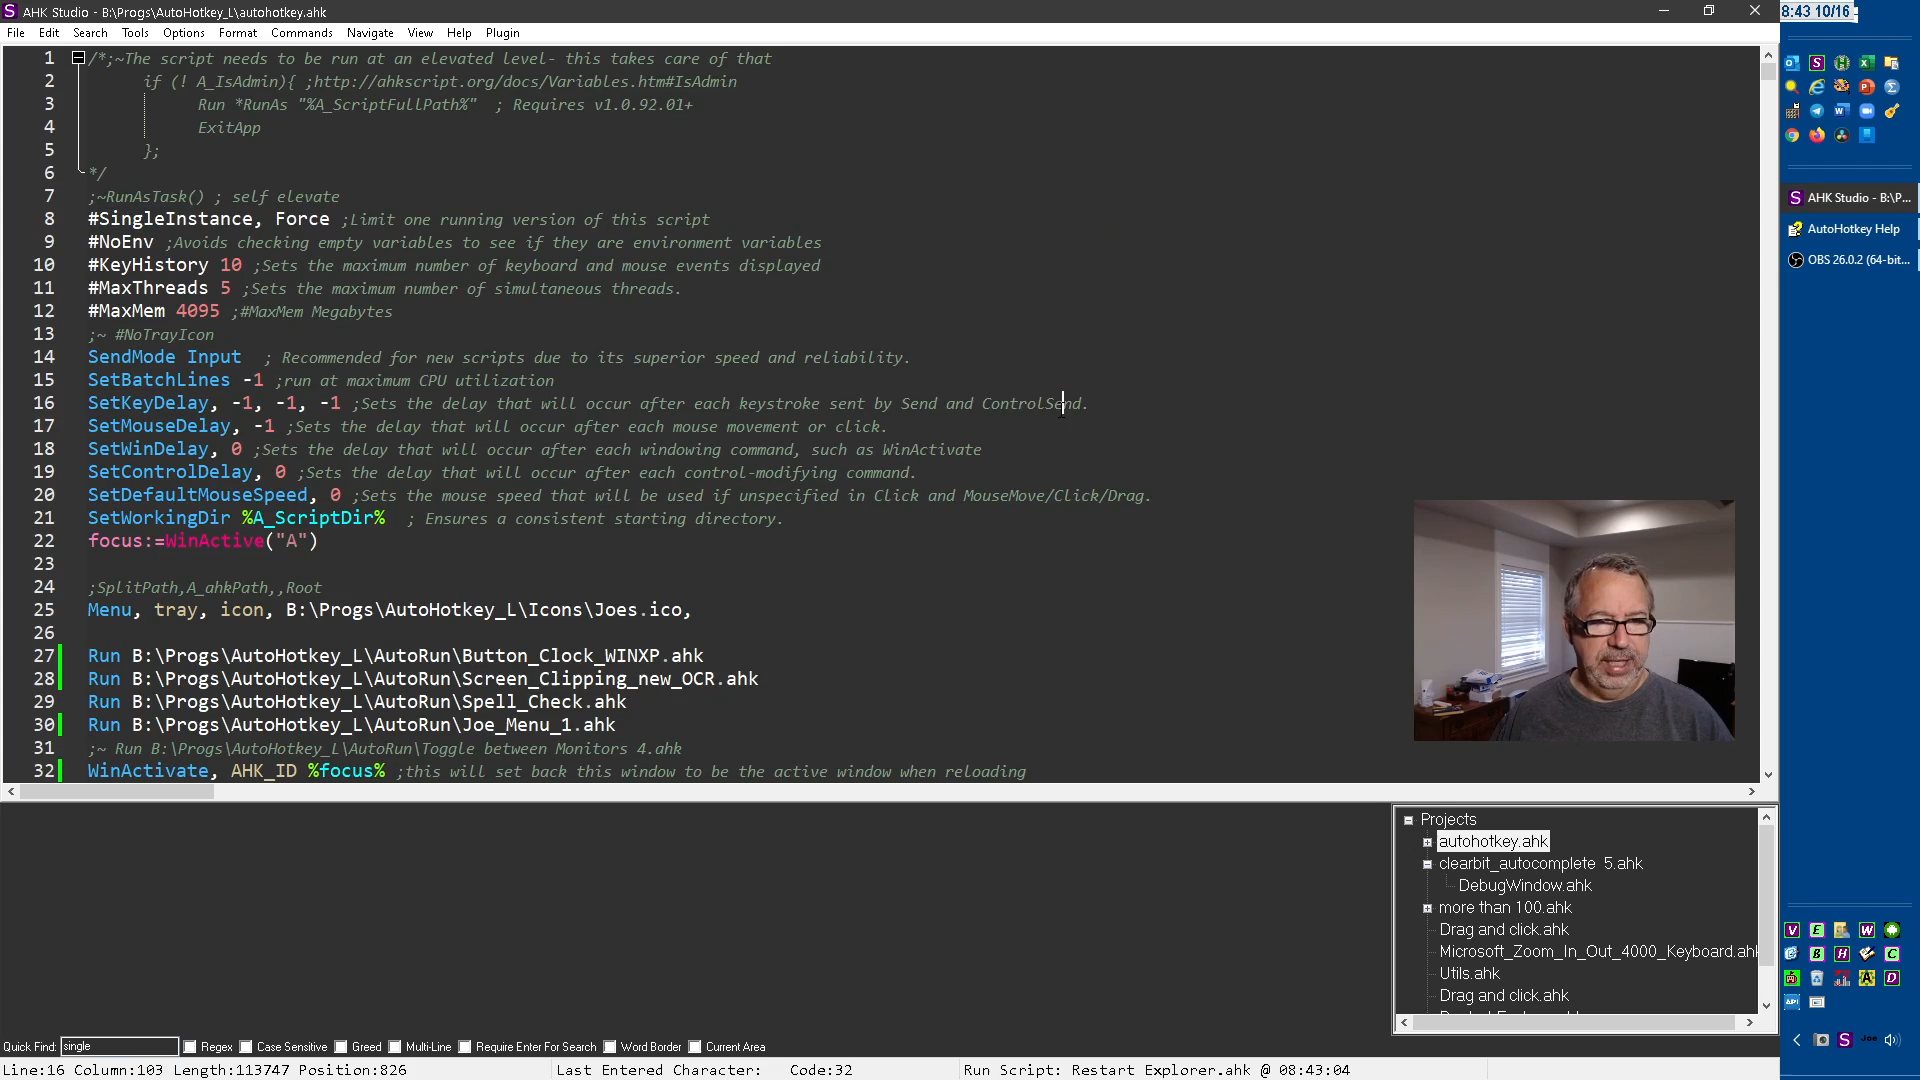 AHK Studio - B:\Progs\AutoHotkey_L\autohotkey.ahk
8:43 10/16
File Edit Search Tools Options Format Commands Navigate View Help Plugin
1 /*;~The script needs to be run at an elevated level- this takes care of that
2 if (! A_IsAdmin){ ;http://ahkscript.org/docs/Variables.htm#IsAdmin
3 Run *RunAs "%A_ScriptFullPath%" ; Requires v1.0.92.01+
4 ExitApp
5 };
6 */
7 ;~RunAsTask() ; self elevate
8 #SingleInstance, Force ;Limit one running version of this script
9 #NoEnv ;Avoids checking empty variables to see if they are environment variables
10 #KeyHistory 10 ;Sets the maximum number of keyboard and mouse events displayed
11 #MaxThreads 5 ;Sets the maximum number of simultaneous threads.
12 #MaxMem 4095 ;#MaxMem Megabytes
13 ;~ #NoTrayIcon
14 SendMode Input ; Recommended for new scripts due to its superior speed and reliability.
15 SetBatchLines -1 ;run at maximum CPU utilization
16 SetKeyDelay, -1, -1, -1 ;Sets the delay that will occur after each keystroke sent by Send and ControlSend.
17 SetMouseDelay, -1 ;Sets the delay that will occur after each mouse movement or click.
18 SetWinDelay, 0 ;Sets the delay that will occur after each windowing command, such as WinActivate
19 SetControlDelay, 0 ;Sets the delay that will occur after each control-modifying command.
20 SetDefaultMouseSpeed, 0 ;Sets the mouse speed that will be used if unspecified in Click and MouseMove/Click/Drag.
21 SetWorkingDir %A_ScriptDir% ; Ensures a consistent starting directory.
22 focus:=WinActive("A")
23
24 ;SplitPath,A_ahkPath,,Root
25 Menu, tray, icon, B:\Progs\AutoHotkey_L\Icons\Joes.ico,
26
27 Run B:\Progs\AutoHotkey_L\AutoRun\Button_Clock_WINXP.ahk
28 Run B:\Progs\AutoHotkey_L\AutoRun\Screen_Clipping_new_OCR.ahk
29 Run B:\Progs\AutoHotkey_L\AutoRun\Spell_Check.ahk
30 Run B:\Progs\AutoHotkey_L\AutoRun\Joe_Menu_1.ahk
31 ;~ Run B:\Progs\AutoHotkey_L\AutoRun\Toggle between Monitors 4.ahk
32 WinActivate, AHK_ID %focus% ;this will set back this window to be the active window when reloading
AHK Studio - B:\P...
AutoHotkey Help
OBS 26.0.2 (64-bit...
Projects
autohotkey.ahk
clearbit_autocomplete 5.ahk
DebugWindow.ahk
more than 100.ahk
Drag and click.ahk
Microsoft_Zoom_In_Out_4000_Keyboard.ahk
Utils.ahk
Drag and click.ahk
Quick Find: single Regex Case Sensitive Greed Multi-Line Require Enter For Search Word Border Current Area
Line:16 Column:103 Length:113747 Position:826 Last Entered Character: Code:32 Run Script: Restart Explorer.ahk @ 08:43:04